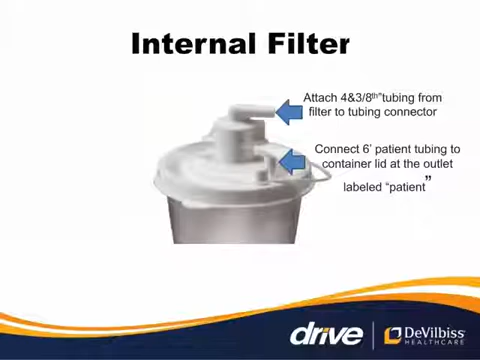 Internal Filter
Attach 4&3/8th" tubing from
filter to tubing connector
Connect 6' patient tubing to
container lid at the outlet
labeled "patient"
drive
DeVilbiss
HEALTHCARE